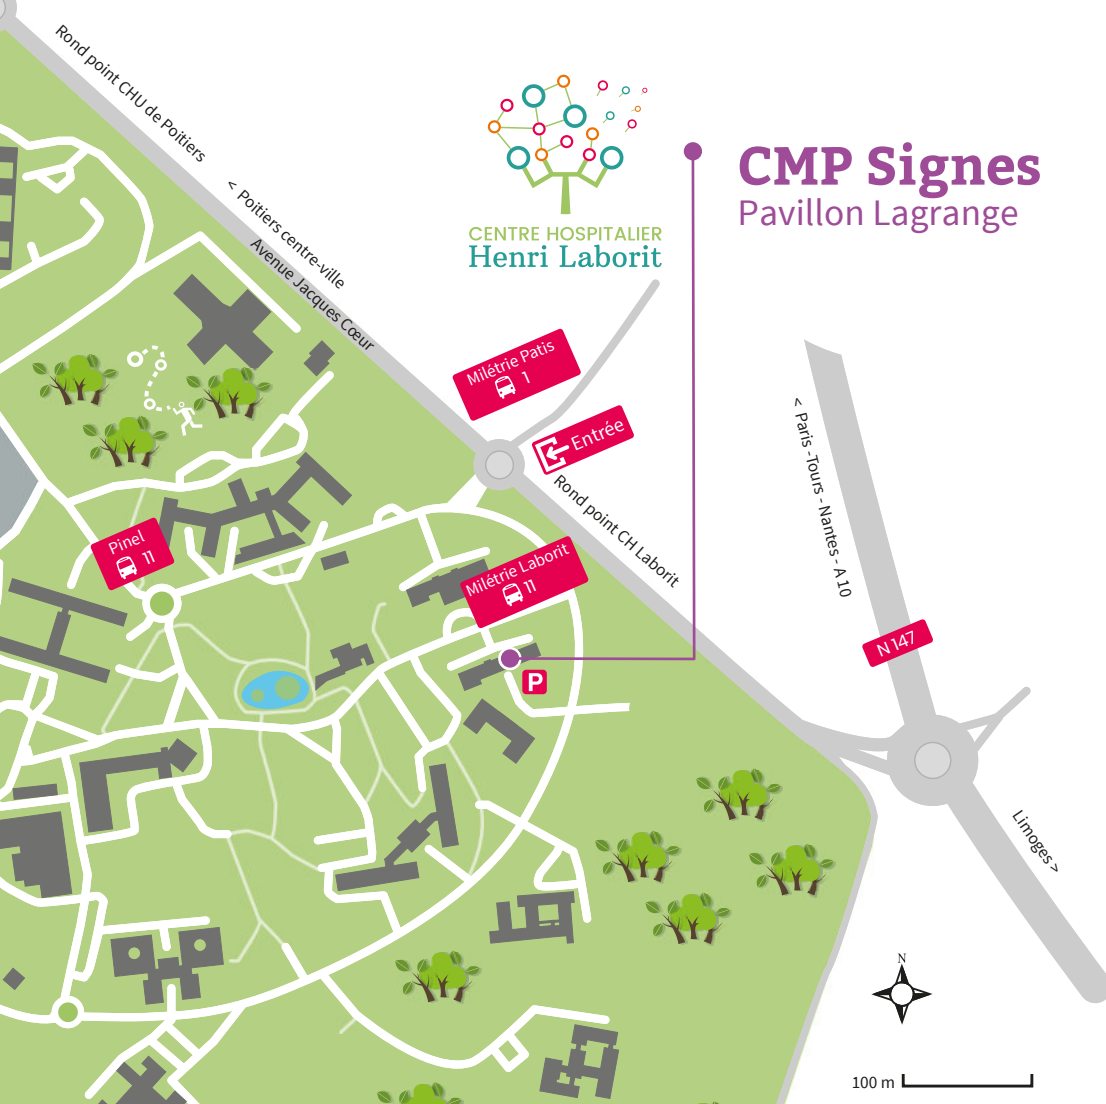 Rond point CHU de Poitiers
< Poitiers centre-ville
Avenue Jacques Cœur
CENTRE HOSPITALIER
Henri Laborit
CMP Signes
Pavillon Lagrange
Milétrie Patis
1
Entrée
Rond point CH Laborit
< Paris -Tours - Nantes - A 10
Pinel
11
Milétrie Laborit
11
P
N 147
Limoges >
N
100 m